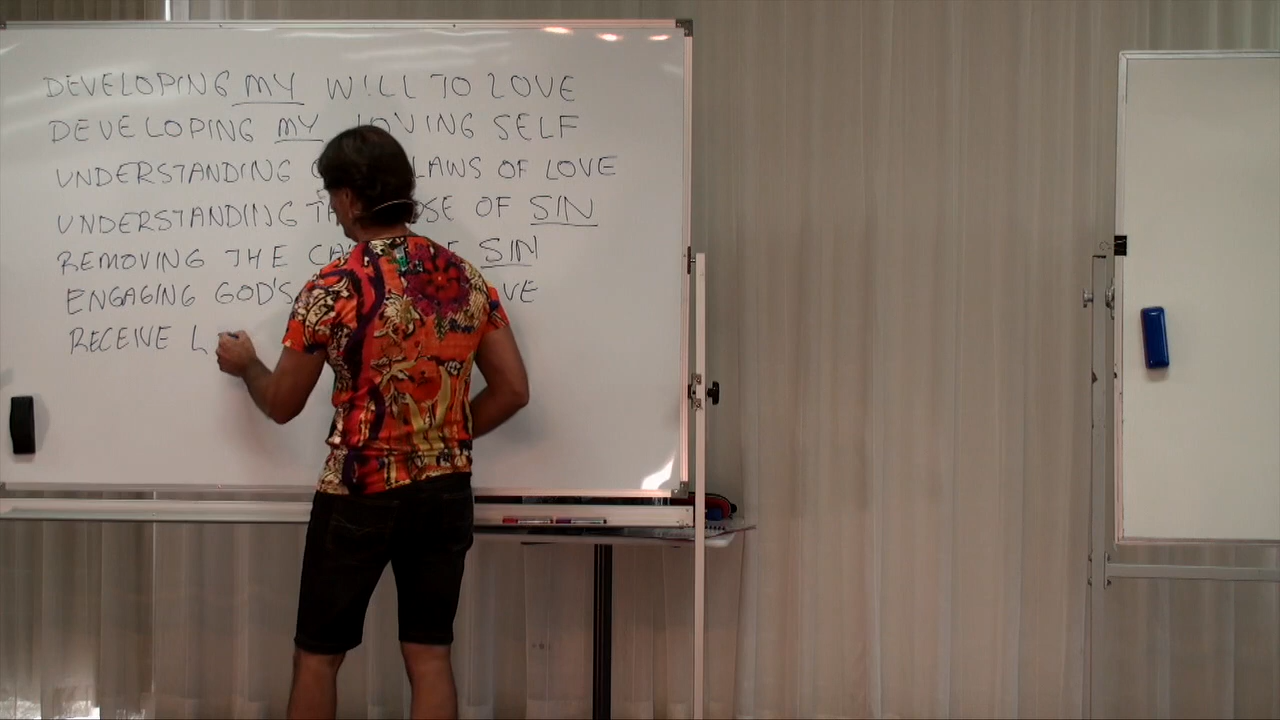 DEVELOPING MY WILL TO LOVE
DEVELOPING MY LOVING SELF
UNDERSTANDING LAWS OF LOVE
UNDERSTANDING OF SIN
REMOVING THE SIN
ENGAGING GOD'S
RECEIVE L